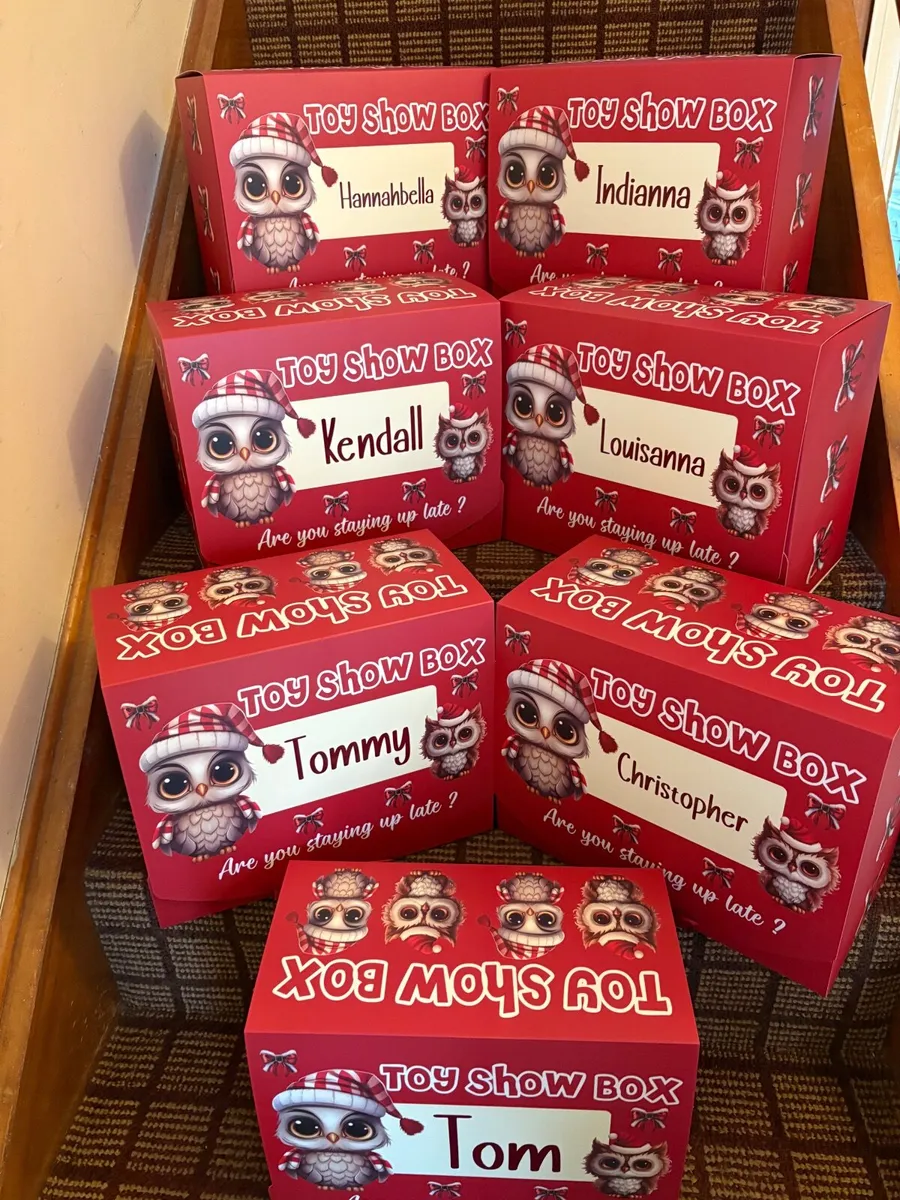 TOY SHOW BOX
Hannahbella
TOY SHOW BOX
Indianna
Are
?
TOY SHOW BOX
TOY SHOW BOX
Kendall
Are you staying up late ?
TOY SHOW BOX
TOY SHOW BOX
Louisanna
Are you staying up late ?
TOY SHOW BOX
TOY SHOW BOX
Tommy
Are you staying up late ?
TOY SHOW BOX
TOY SHOW BOX
Christopher
Are you staying up late ?
TOY SHOW BOX
TOY SHOW BOX
Tom